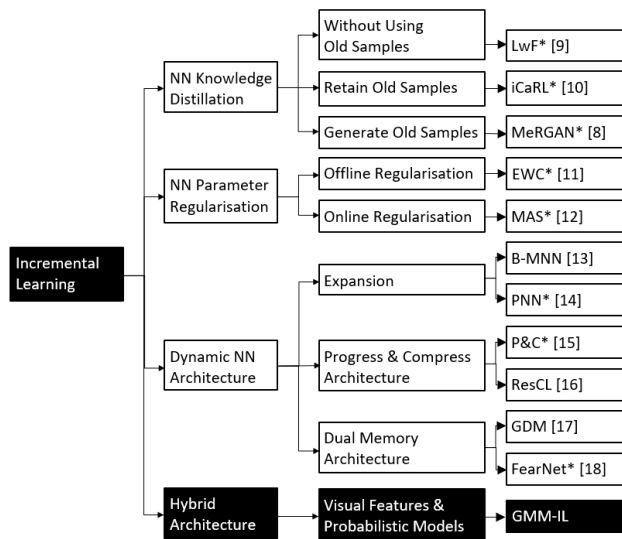 Incremental
Learning
NN Knowledge
Distillation
Without Using
Old Samples
LwF* [9]
Retain Old Samples
iCaRL* [10]
Generate Old Samples
MeRGAN* [8]
NN Parameter
Regularisation
Offline Regularisation
EWC* [11]
Online Regularisation
MAS* [12]
Dynamic NN
Architecture
Expansion
B-MNN [13]
PNN* [14]
Progress & Compress
Architecture
P&C* [15]
ResCL [16]
Dual Memory
Architecture
GDM [17]
FearNet* [18]
Hybrid
Architecture
Visual Features &
Probabilistic Models
GMM-IL